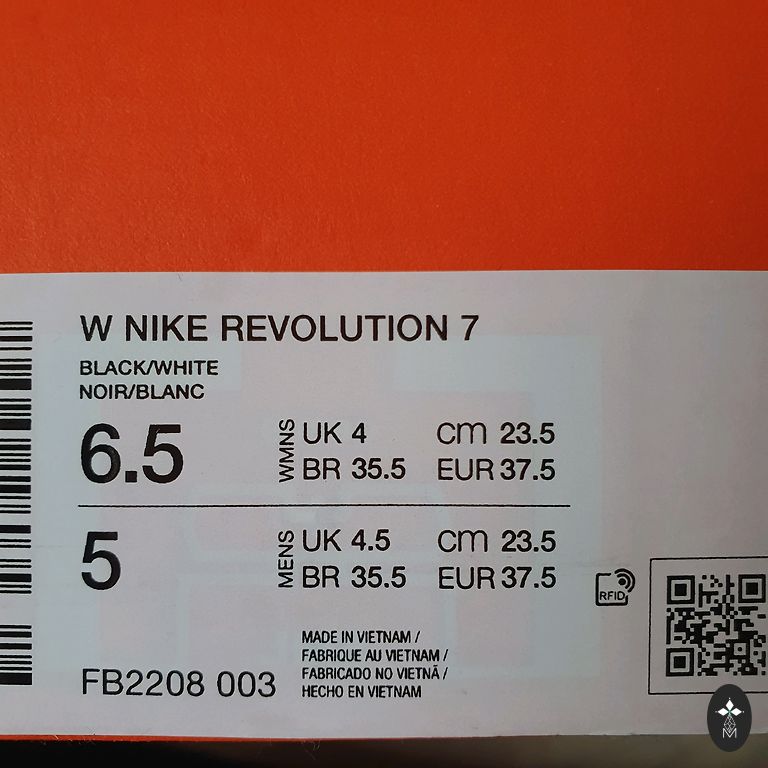 W NIKE REVOLUTION 7
BLACK/WHITE
NOIR/BLANC
6.5 WMNS UK 4 CM 23.5
BR 35.5 EUR 37.5
5 MENS UK 4.5 CM 23.5
BR 35.5 EUR 37.5
RFID
MADE IN VIETNAM /
FABRIQUE AU VIETNAM /
FABRICADO NO VIETNÃ /
HECHO EN VIETNAM
FB2208 003
M